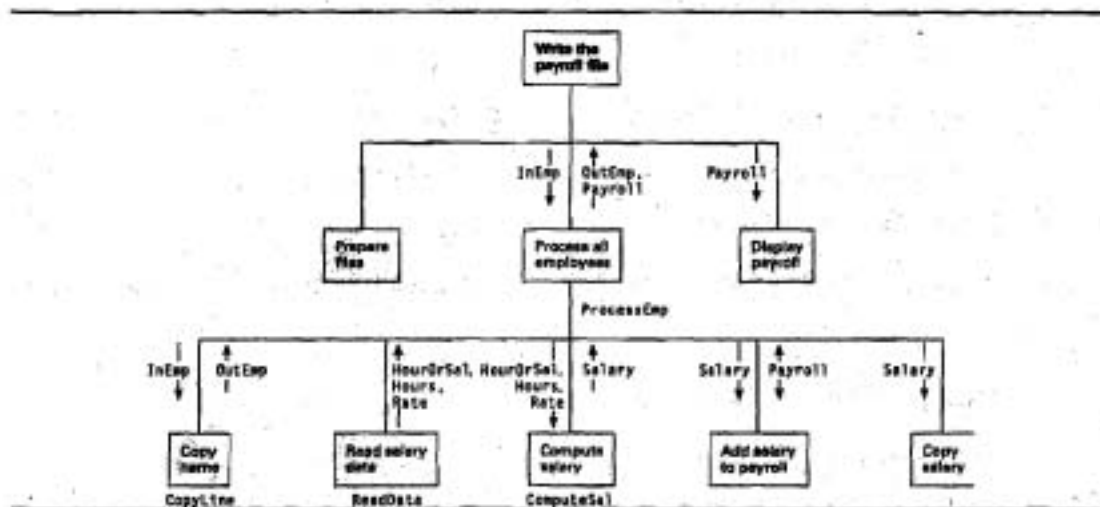 Write the
payroll file
InEmp
OutEmp,
Payroll
Payroll
Prepare
files
Process all
employees
Display
payroll
ProcessEmp
InEmp
OutEmp
HourOrSal,
Hours,
Rate
HourOrSal,
Hours,
Rate
Salary
Salary
Payroll
Salary
Copy
name
Read salary
data
Compute
salary
Add salary
to payroll
Copy
salary
CopyLine
ReadData
ComputeSal